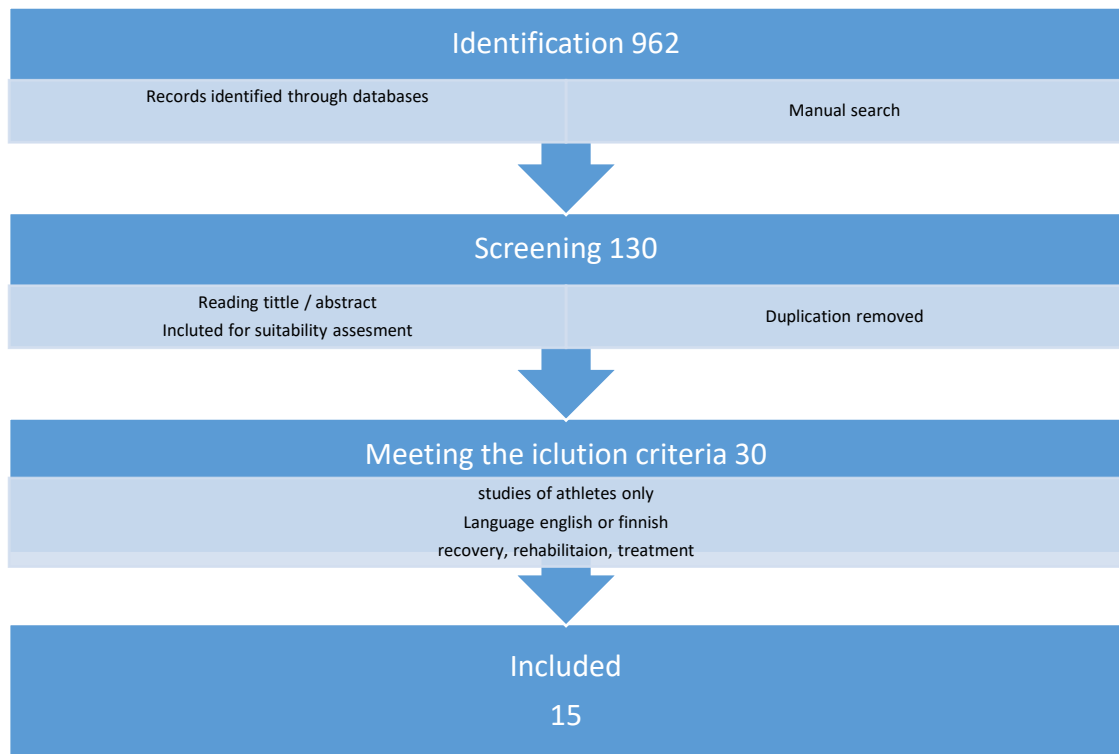 Identification 962
Records identified through databases
Manual search
Screening 130
Reading tittle / abstract
Incluted for suitability assesment
Duplication removed
Meeting the iclution criteria 30
studies of athletes only
Language english or finnish
recovery, rehabilitaion, treatment
Included
15